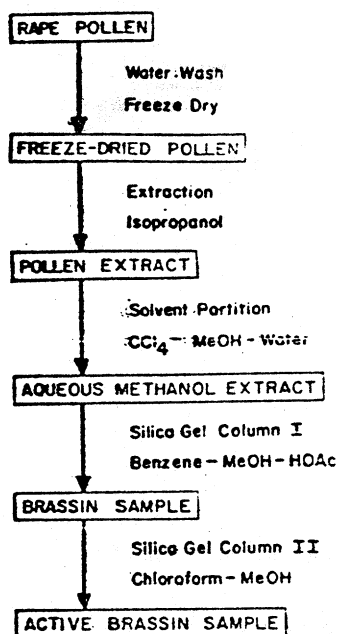 RAPE POLLEN
Water Wash
Freeze Dry
FREEZE-DRIED POLLEN
Extraction
Isopropanol
POLLEN EXTRACT
Solvent Partition
CCl4 - MeOH - Water
AQUEOUS METHANOL EXTRACT
Silica Gel Column I
Benzene - MeOH - HOAc
BRASSIN SAMPLE
Silica Gel Column II
Chloroform - MeOH
ACTIVE BRASSIN SAMPLE